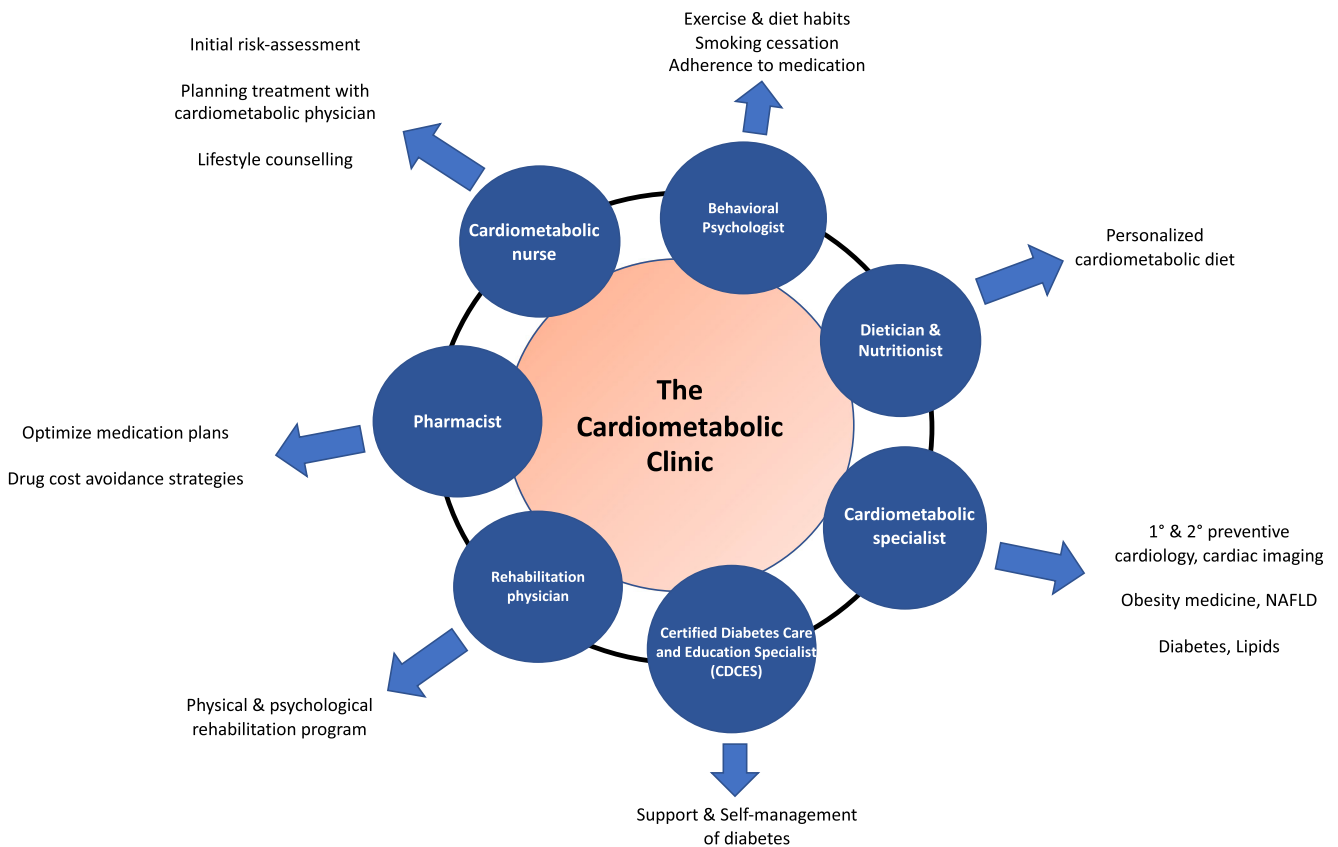 Exercise & diet habits
Smoking cessation
Adherence to medication
Initial risk-assessment
Planning treatment with
cardiometabolic physician
Lifestyle counselling
Behavioral
Psychologist
Cardiometabolic
nurse
Personalized
cardiometabolic diet
Dietician &
Nutritionist
The
Cardiometabolic
Clinic
Pharmacist
Optimize medication plans
Drug cost avoidance strategies
Cardiometabolic
specialist
1° & 2° preventive
cardiology, cardiac imaging
Obesity medicine, NAFLD
Diabetes, Lipids
Rehabilitation
physician
Certified Diabetes Care
and Education Specialist
(CDCES)
Physical & psychological
rehabilitation program
Support & Self-management
of diabetes